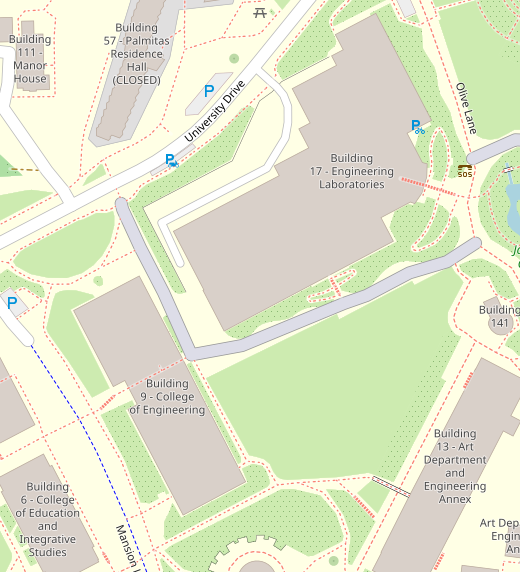 Building
57 - Palmitas
Residence
Hall
(CLOSED)
Building
111 -
Manor
House
P
University Drive
P
Olive Lane
P
SOS
Building
17 - Engineering
Laboratories
P
Building
141
Building
9 - College
of Engineering
Building
13 - Art
Department
and
Engineering
Annex
Building
6 - College
of Education
and
Integrative
Studies
Mansion
Art Dep
Engin
An